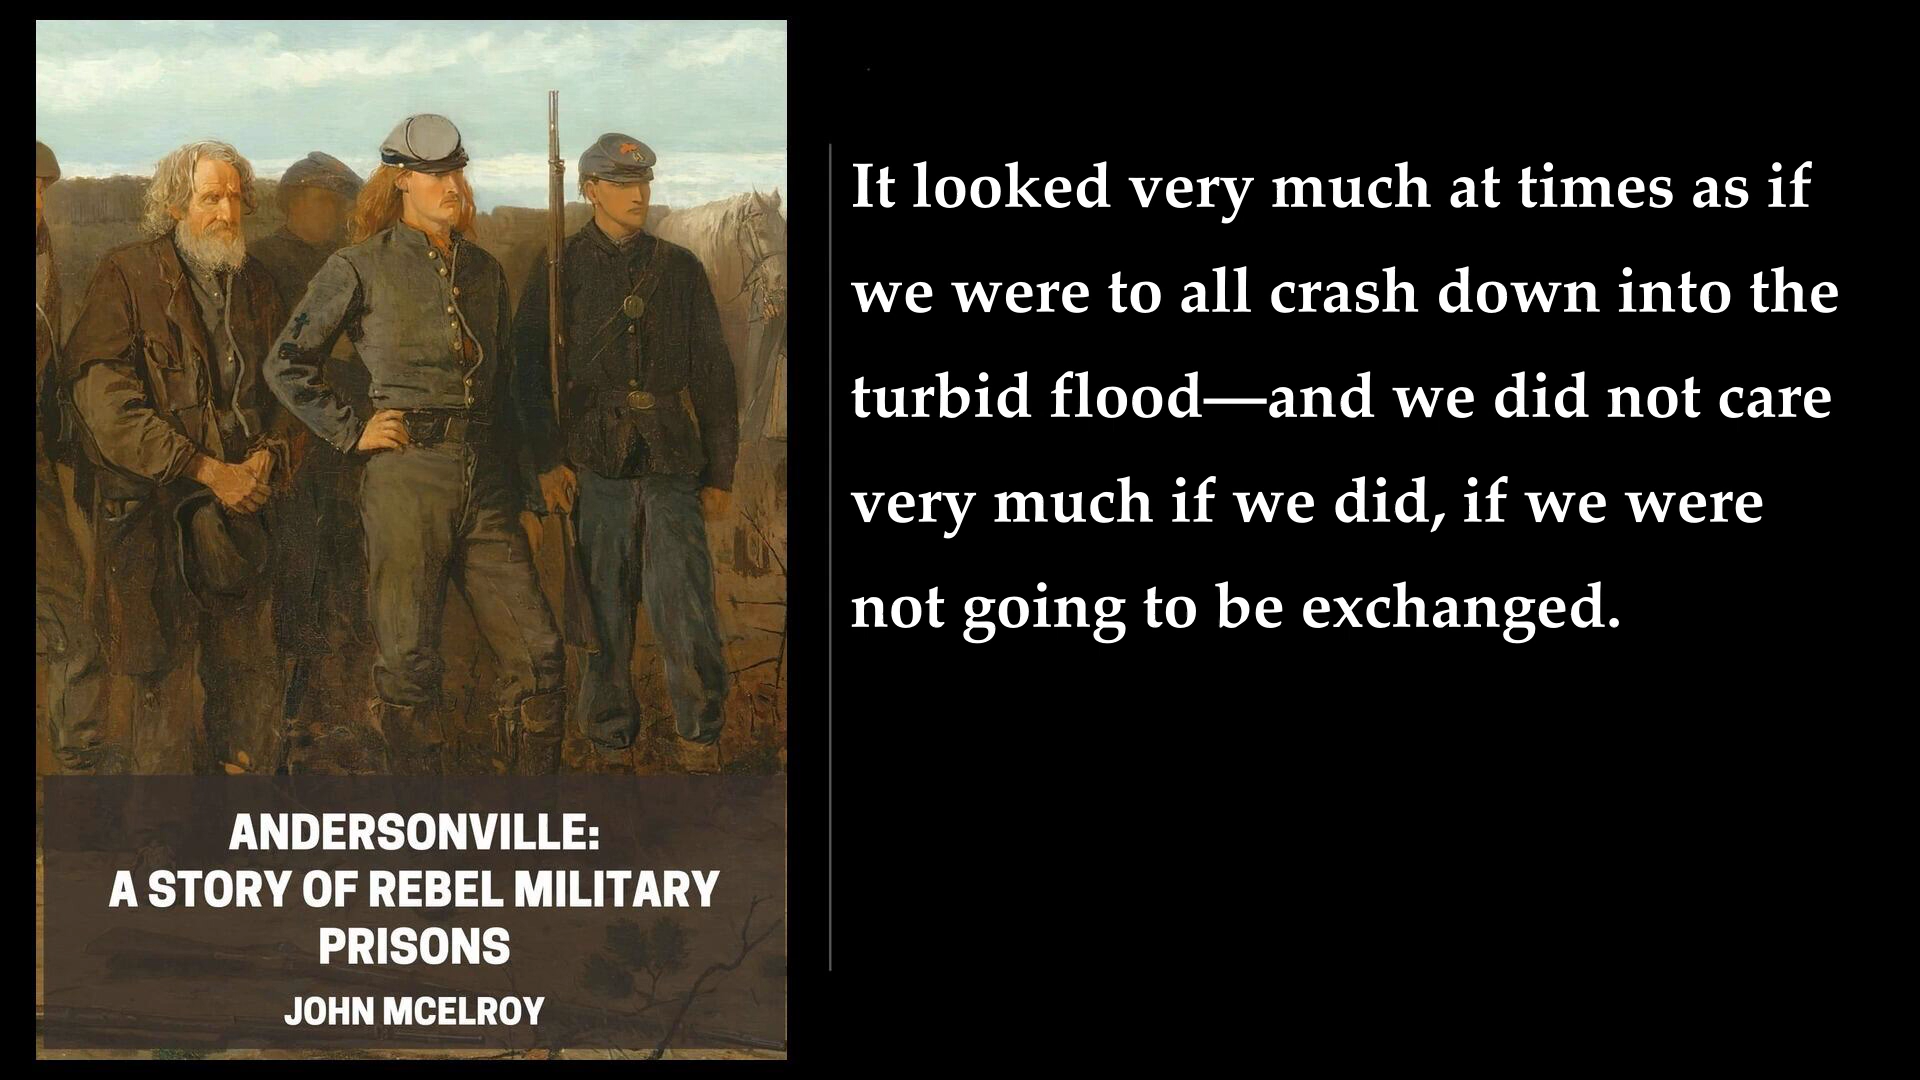 It looked very much at times as if
we were to all crash down into the
turbid flood—and we did not care
very much if we did, if we were
not going to be exchanged.
ANDERSONVILLE:
A STORY OF REBEL MILITARY
PRISONS
JOHN MCELROY